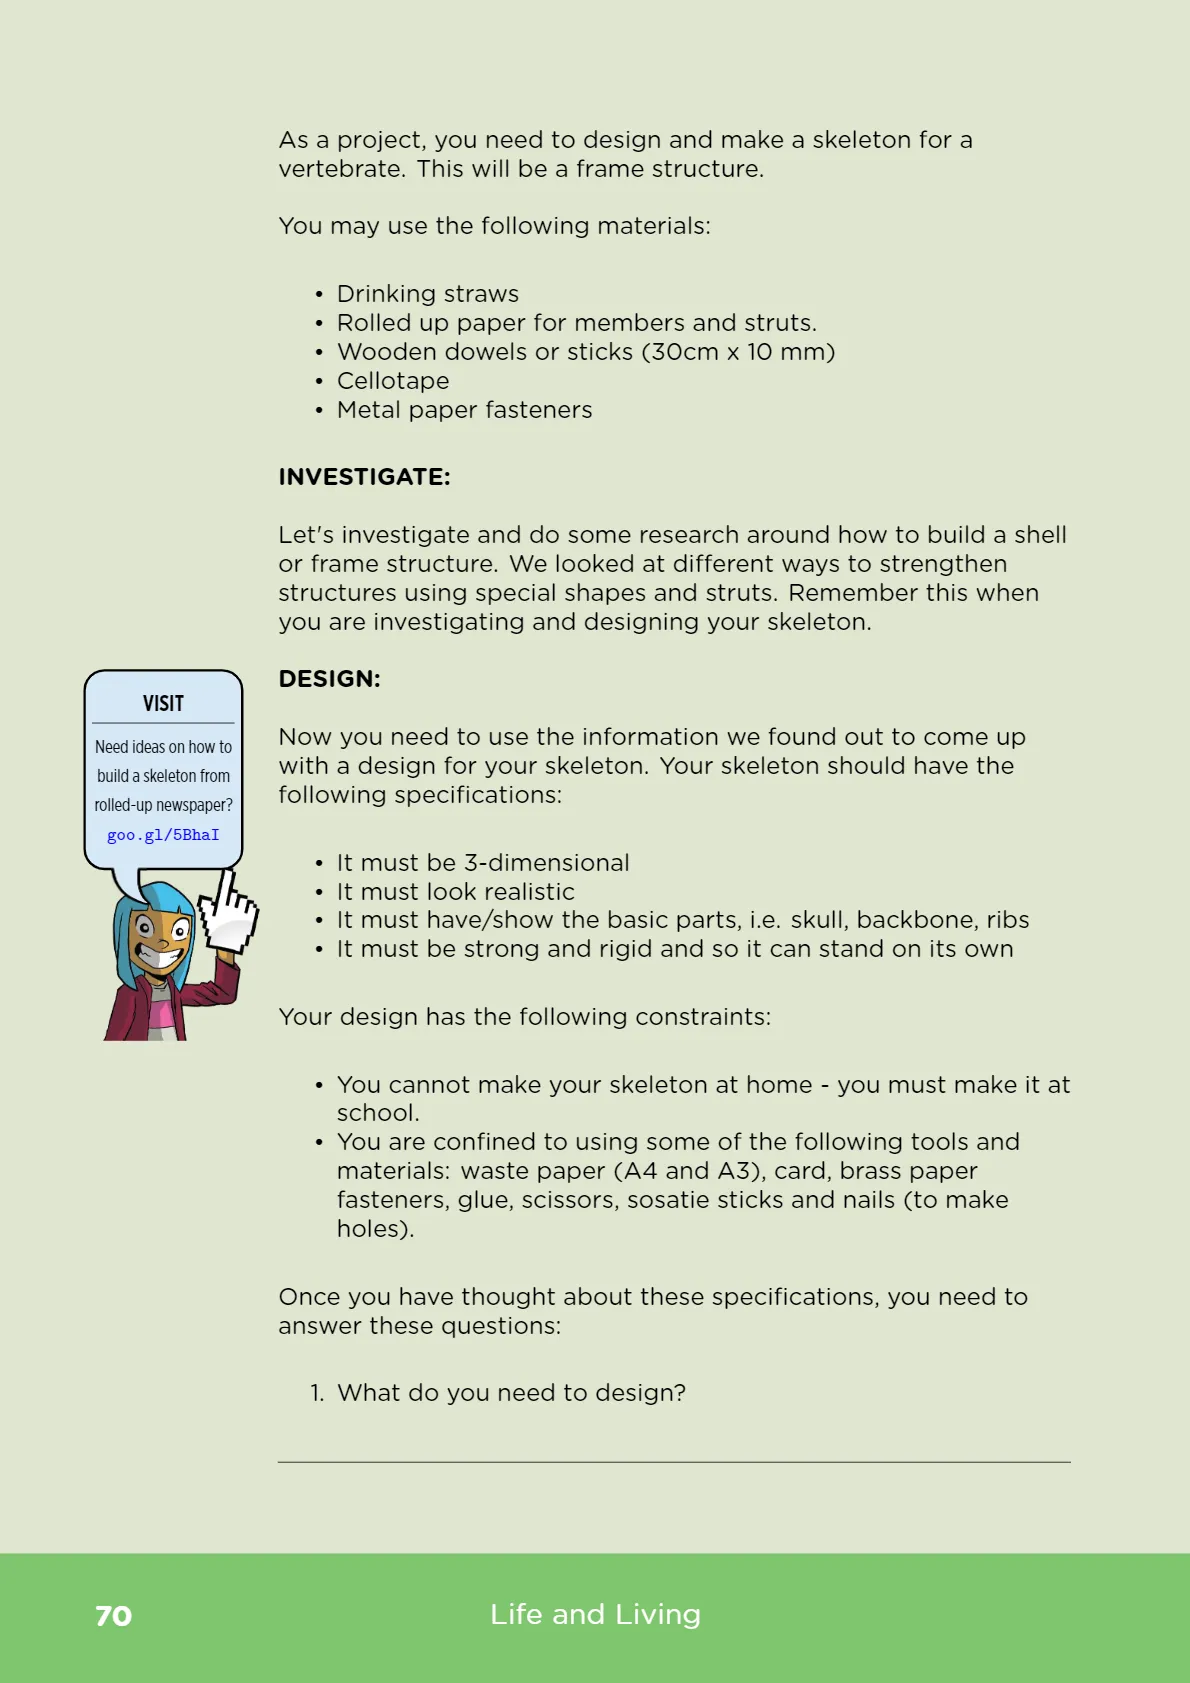 As a project, you need to design and make a skeleton for a
vertebrate. This will be a frame structure.
You may use the following materials:
• Drinking straws
• Rolled up paper for members and struts.
• Wooden dowels or sticks (30cm x 10 mm)
• Cellotape
• Metal paper fasteners
INVESTIGATE:
Let's investigate and do some research around how to build a shell
or frame structure. We looked at different ways to strengthen
structures using special shapes and struts. Remember this when
you are investigating and designing your skeleton.
VISIT
Need ideas on how to
build a skeleton from
rolled-up newspaper?
goo.gl/5BhaI
DESIGN:
Now you need to use the information we found out to come up
with a design for your skeleton. Your skeleton should have the
following specifications:
• It must be 3-dimensional
• It must look realistic
• It must have/show the basic parts, i.e. skull, backbone, ribs
• It must be strong and rigid and so it can stand on its own
Your design has the following constraints:
• You cannot make your skeleton at home - you must make it at
school.
• You are confined to using some of the following tools and
materials: waste paper (A4 and A3), card, brass paper
fasteners, glue, scissors, sosatie sticks and nails (to make
holes).
Once you have thought about these specifications, you need to
answer these questions:
1. What do you need to design?
70
Life and Living